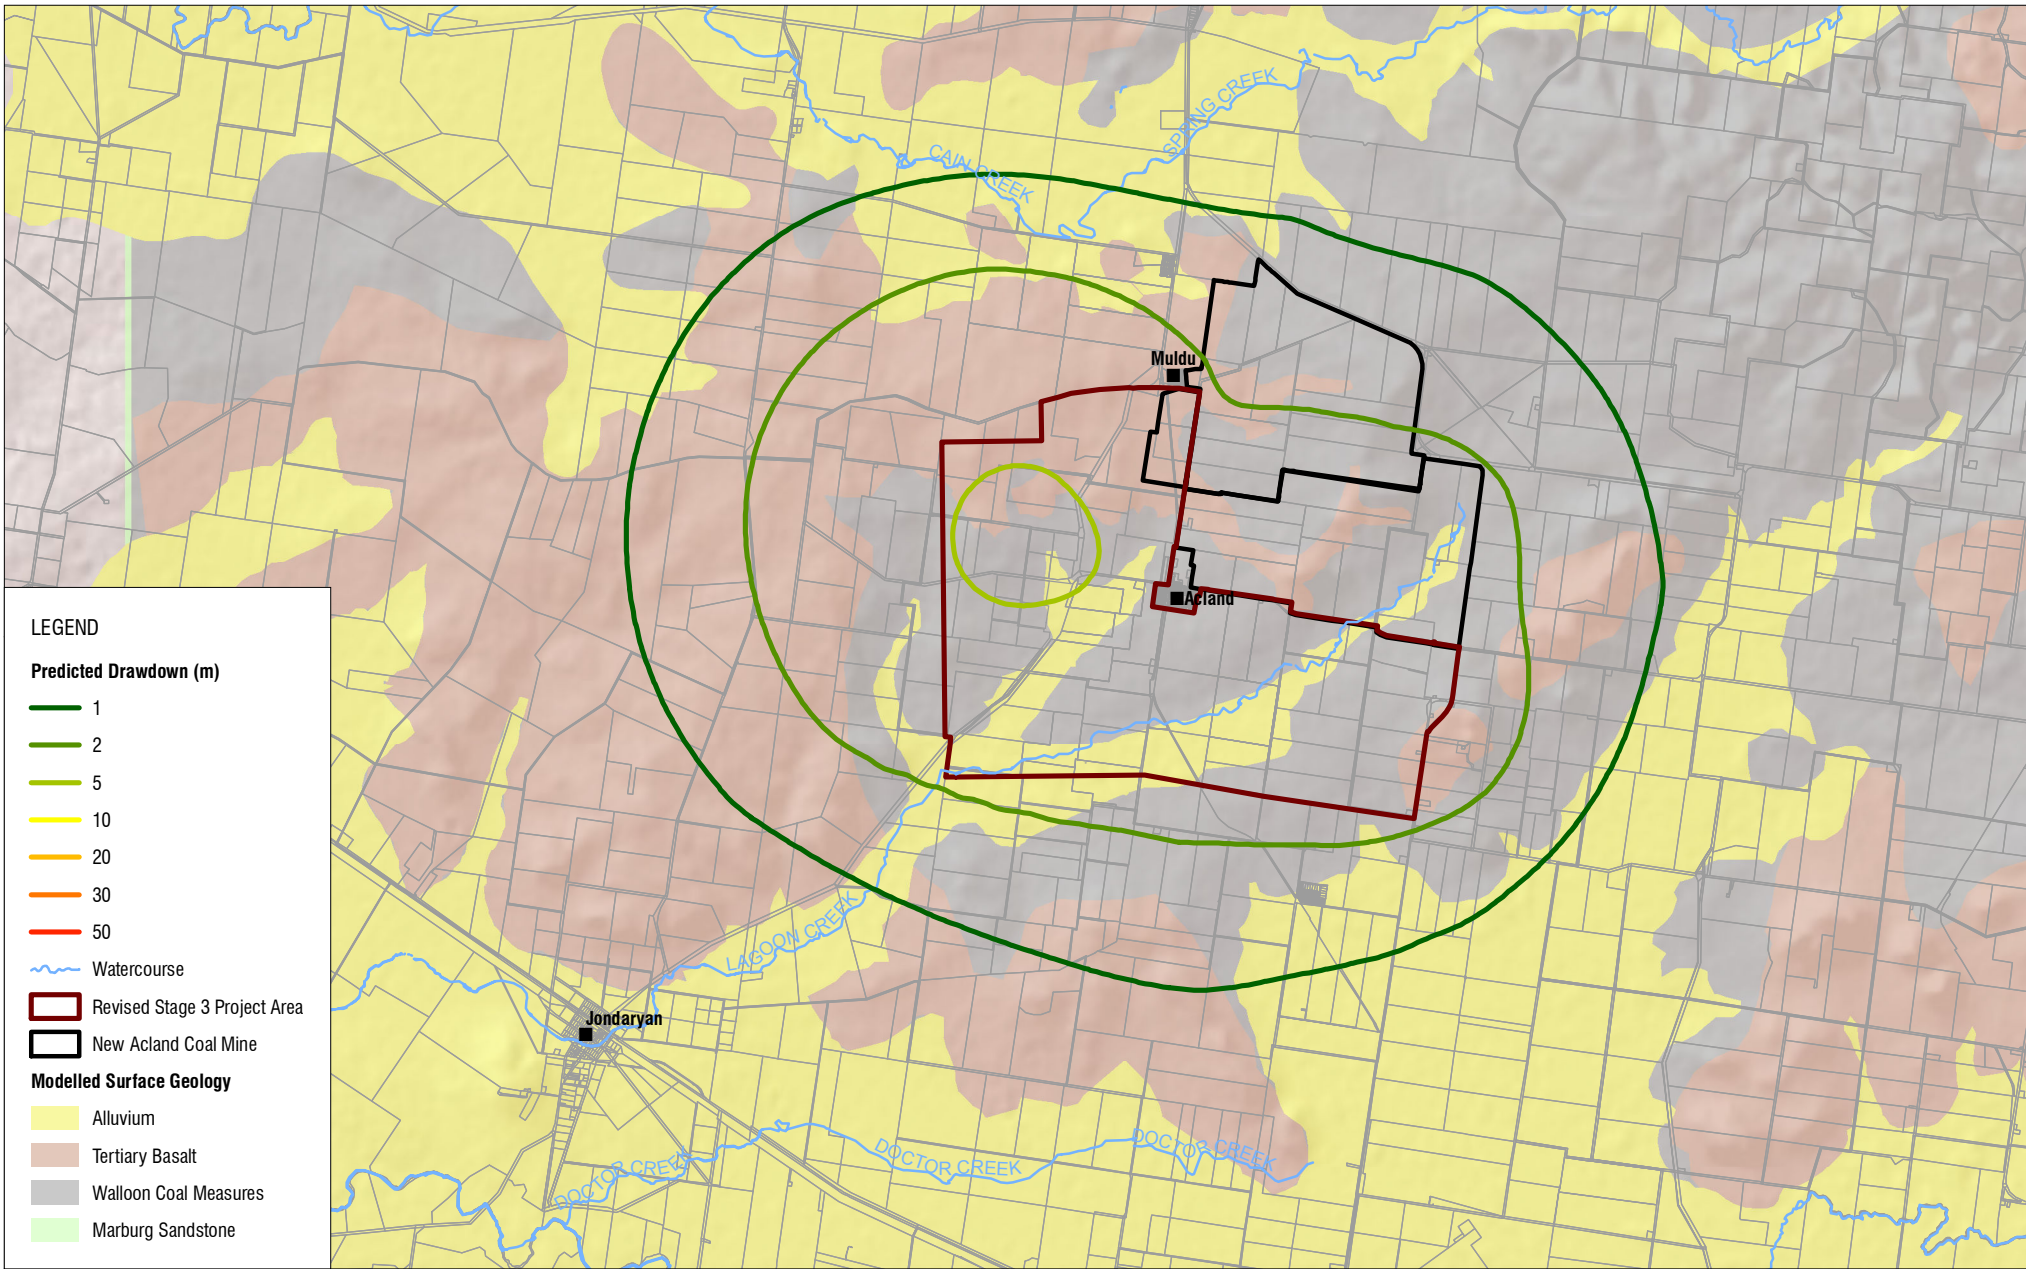 SPRING CREEK
CAIN CREEK
Muldu
Acland
LEGEND
Predicted Drawdown (m)
1
2
5
10
20
30
50
Watercourse
Revised Stage 3 Project Area
New Acland Coal Mine
Modelled Surface Geology
Alluvium
Tertiary Basalt
Walloon Coal Measures
Marburg Sandstone
LAGOON CREEK
Jondaryan
DOCTOR CREEK
DOCTOR CREEK
DOCTOR CREEK